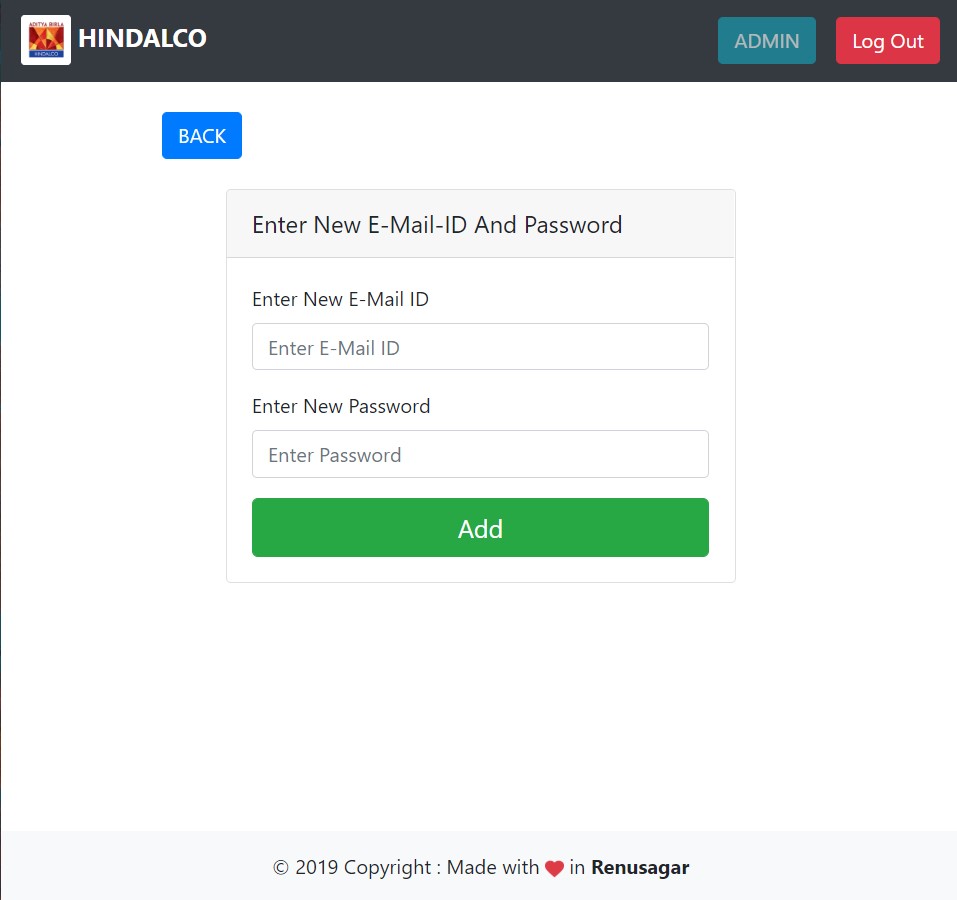 ADITYA BIRLA
HINDALCO
HINDALCO
ADMIN
Log Out
BACK
Enter New E-Mail-ID And Password
Enter New E-Mail ID
Enter E-Mail ID
Enter New Password
Enter Password
Add
© 2019 Copyright : Made with in Renusagar